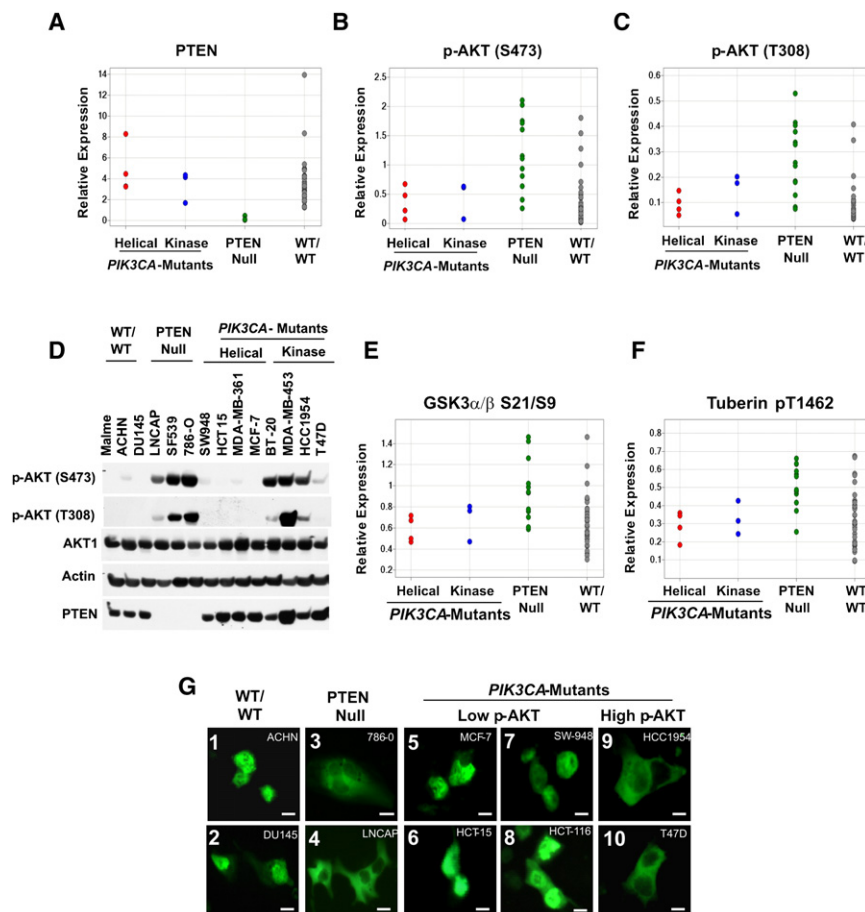 A
PTEN
Relative Expression
14
12
10
8
6
4
2
0
Helical Kinase PTEN Null WT/ WT
PIK3CA-Mutants
B
p-AKT (S473)
Relative Expression
2.5
2
1.5
1
0.5
0
Helical Kinase PTEN Null WT/ WT
PIK3CA-Mutants
C
p-AKT (T308)
Relative Expression
0.6
0.5
0.4
0.3
0.2
0.1
Helical Kinase PTEN Null WT/ WT
PIK3CA-Mutants
D
WT/ WT
PTEN Null
PIK3CA- Mutants
Helical
Kinase
Malme
ACHN
DU145
LNCAP
SF539
786-O
SW948
HCT15
MDA-MB-361
MCF-7
BT-20
MDA-MB-453
HCC1954
T47D
p-AKT (S473)
p-AKT (T308)
AKT1
Actin
PTEN
E
GSK3α/β S21/S9
Relative Expression
1.4
1.2
1
0.8
0.6
0.4
0.2
Helical Kinase PTEN Null WT/ WT
PIK3CA-Mutants
F
Tuberin pT1462
Relative Expression
0.8
0.7
0.6
0.5
0.4
0.3
0.2
0.1
0
Helical Kinase PTEN Null WT/ WT
PIK3CA-Mutants
G
WT/ WT
PTEN Null
PIK3CA-Mutants
Low p-AKT
High p-AKT
1 ACHN
3 786-0
5 MCF-7
7 SW-948
9 HCC1954
2 DU145
4 LNCAP
6 HCT-15
8 HCT-116
10 T47D